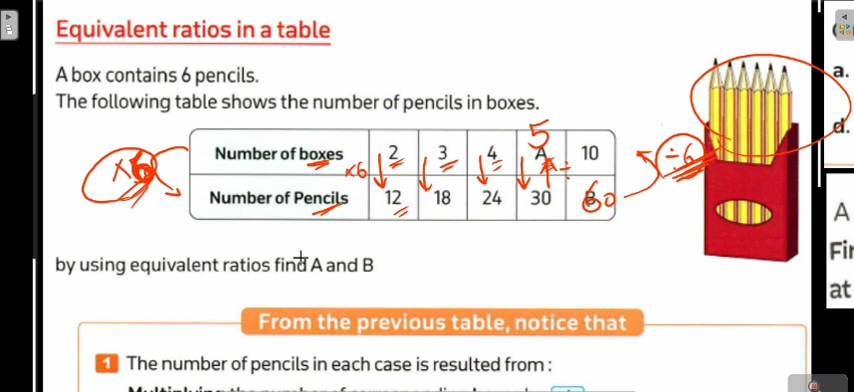 Equivalent ratios in a table
A box contains 6 pencils.
The following table shows the number of pencils in boxes.
5
Number of boxes 2 3 4 A 10
×6 ×6 ÷ ÷6
Number of Pencils 12 18 24 30 60
by using equivalent ratios find A and B
From the previous table, notice that
1 The number of pencils in each case is resulted from :
a.
d.
A
Fir
at